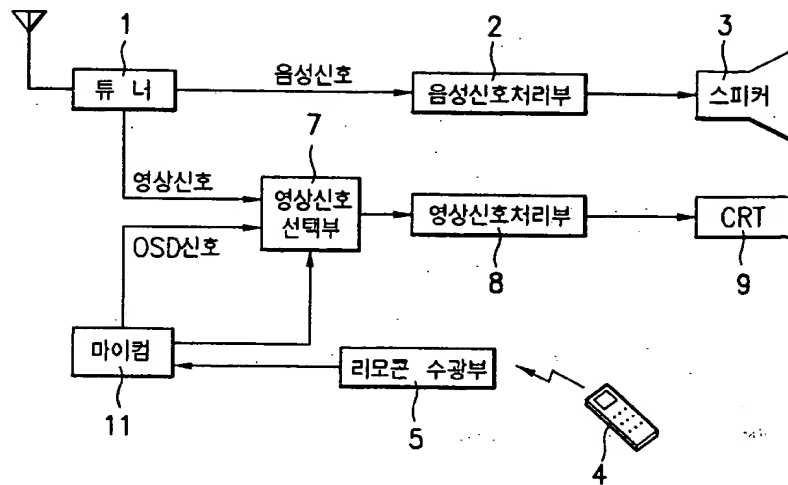 1
튜 너
음성신호
2
음성신호처리부
3
스피커
영상신호
7
영상신호
선택부
영상신호처리부
8
CRT
9
OSD신호
마이컴
11
리모콘 수광부
5
4